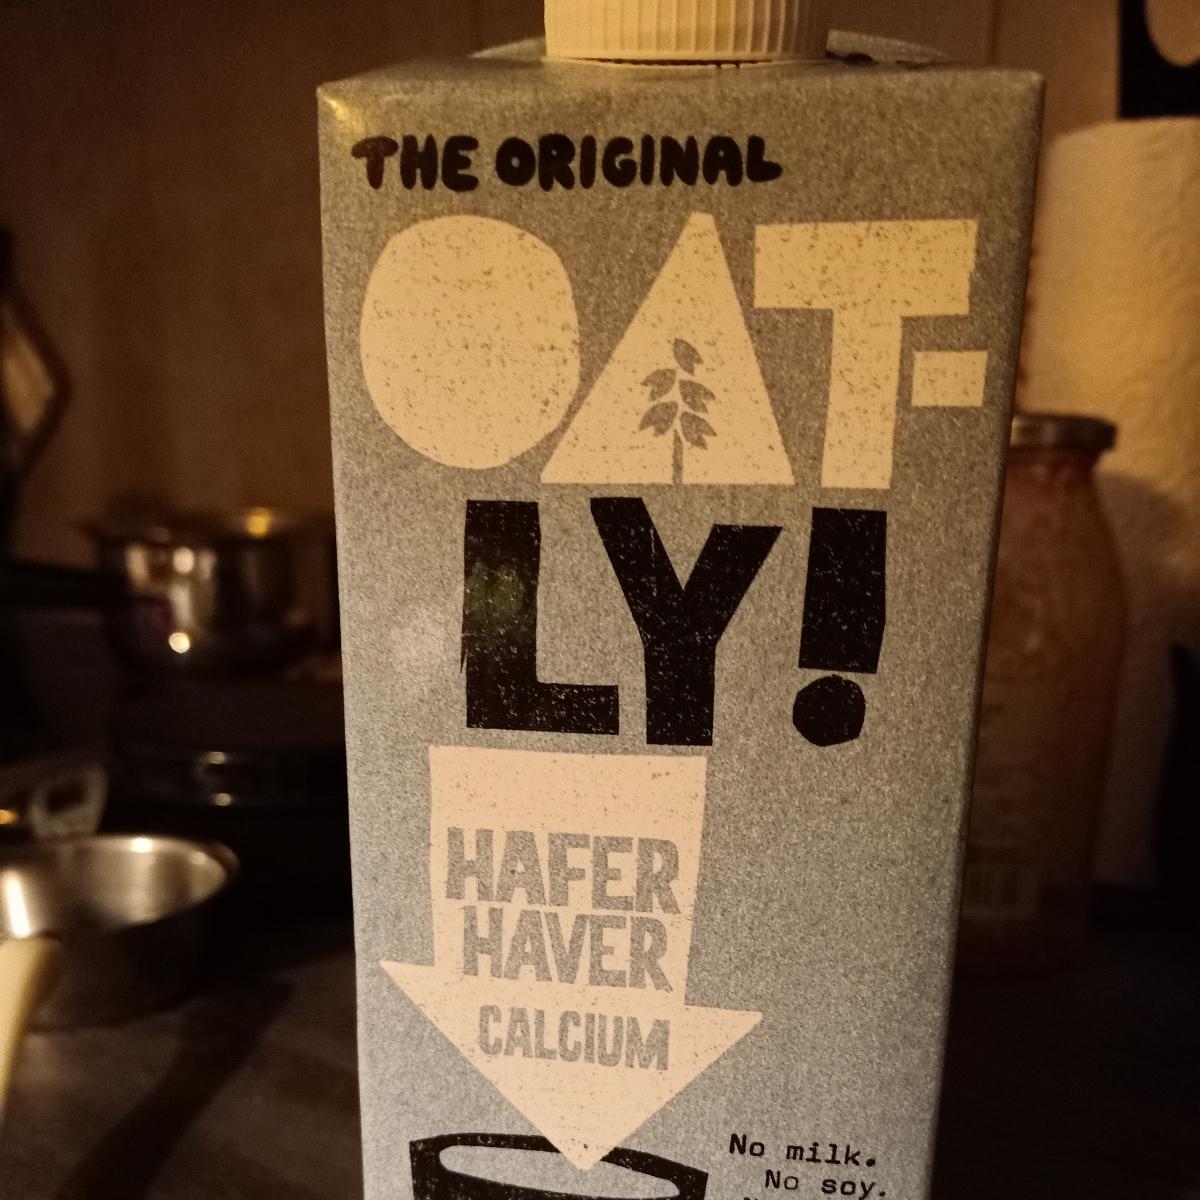 THE ORIGINAL
OAT-
LY!
HAFER
HAVER
CALCIUM
No milk.
No soy.